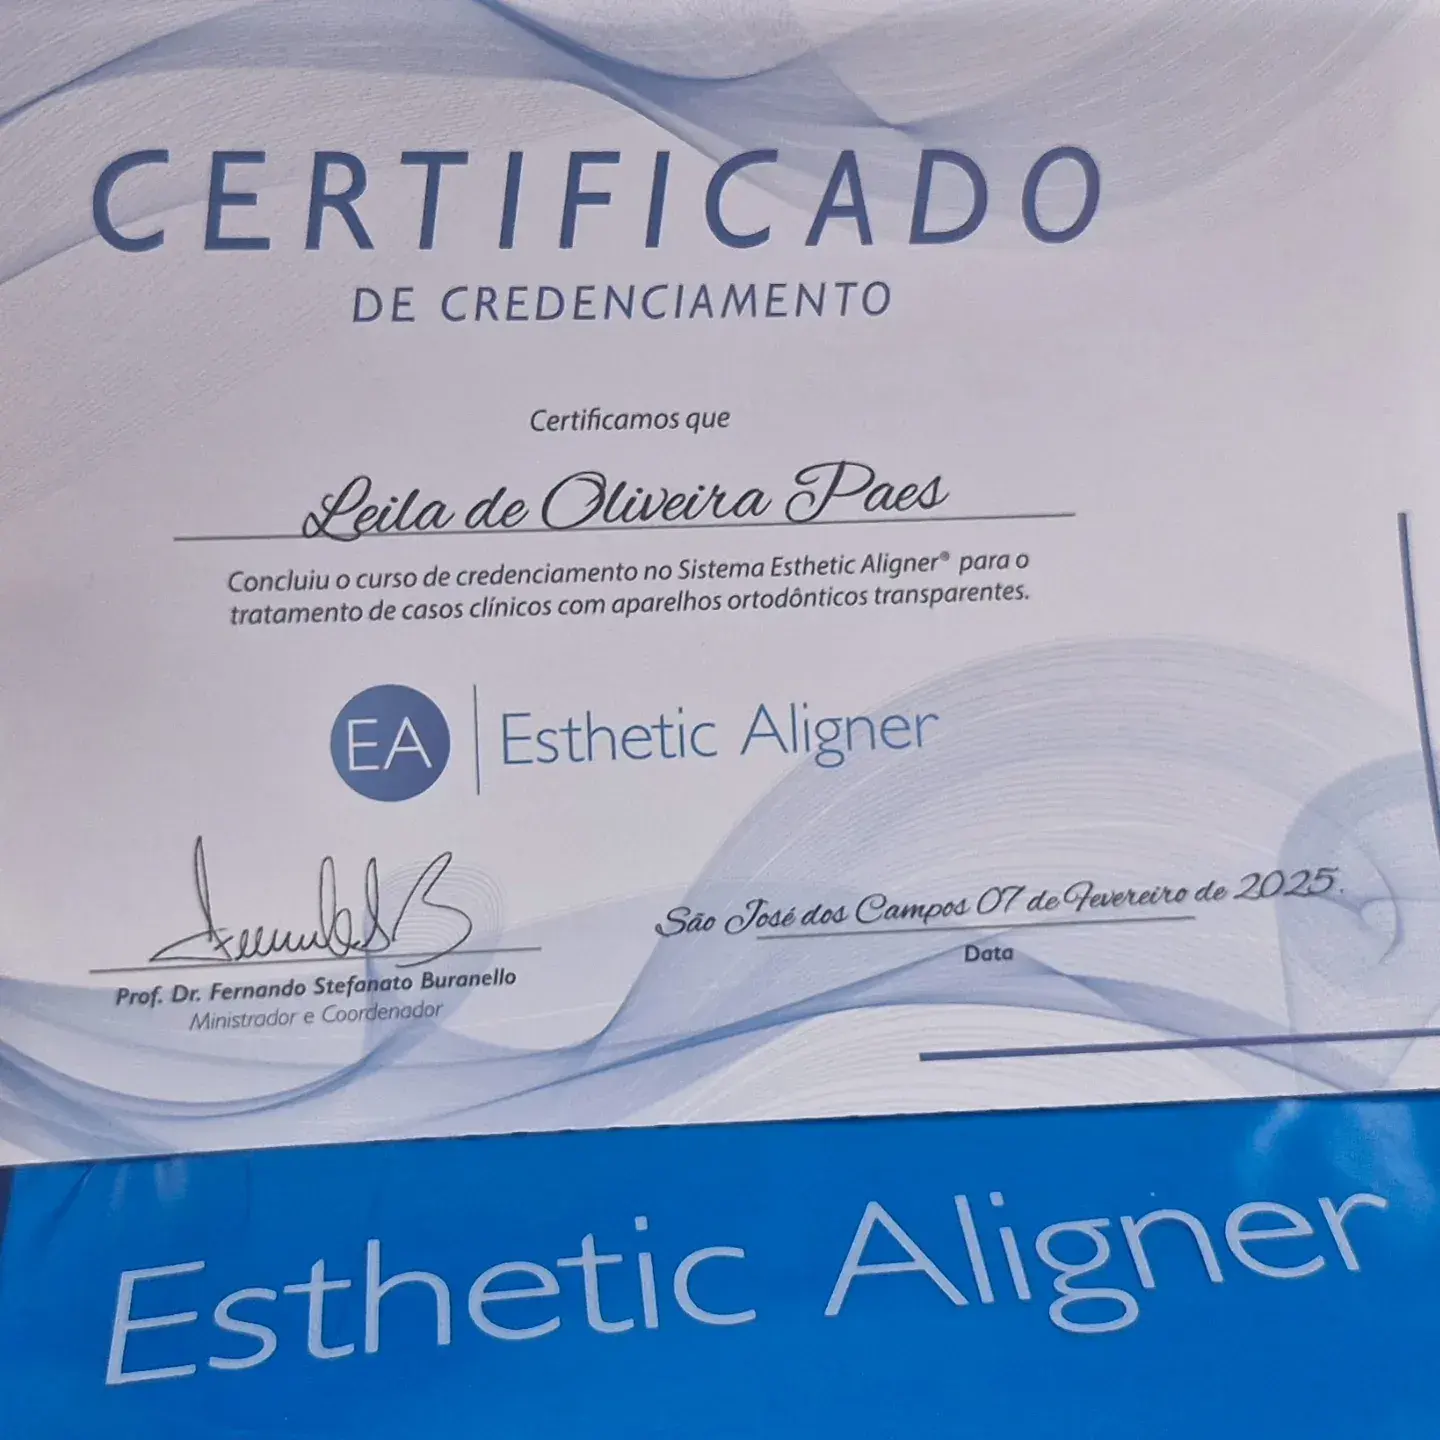 CERTIFICADO
DE CREDENCIAMENTO
Certificamos que
Leila de Oliveira Paes
Concluiu o curso de credenciamento no Sistema Esthetic Aligner® para o
tratamento de casos clínicos com aparelhos ortodônticos transparentes.
EA | Esthetic Aligner
São José dos Campos 07 de Fevereiro de 2025.
Data
Prof. Dr. Fernando Stefanato Buranello
Ministrador e Coordenador
Esthetic Aligner